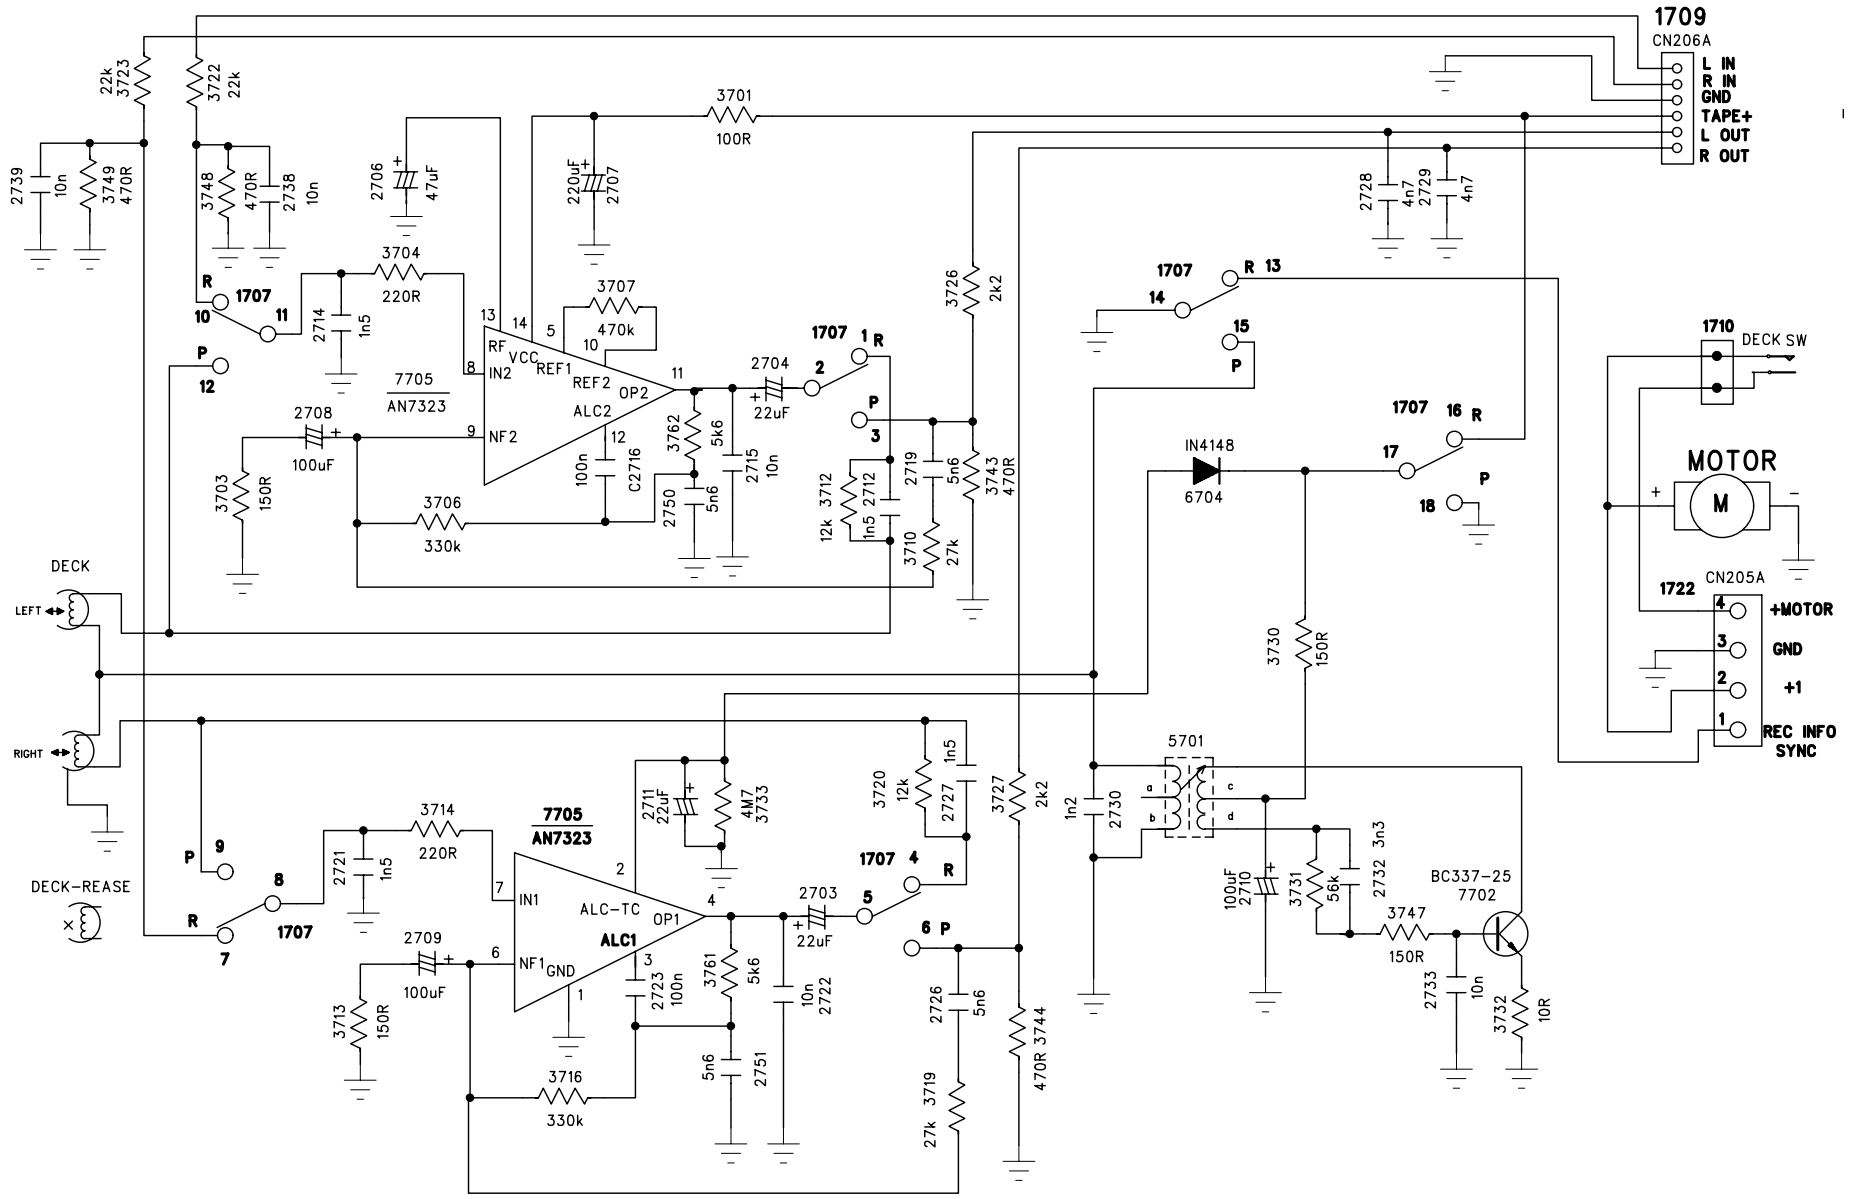 1709
CN206A
L IN
R IN
GND
TAPE+
L OUT
R OUT
22k
3723
3722
22k
3701
100R
2739
10n
3749
470R
3748
470R
2738
10n
2706
+
47uF
220uF
+
2707
2728
4n7
2729
4n7
R
1707
10
11
P
12
3704
220R
2714
1n5
3707
470k
13
14
5
10
RF
VCC
REF1
REF2
8
IN2
OP2
11
ALC2
9
NF2
12
7705
AN7323
2708
+
100uF
3703
150R
3706
330k
100n
C2716
3762
5k6
2750
5n6
2715
10n
2704
+
22uF
1707
1
R
2
P
3
12k 3712
1n5 2712
2719
5n6
3710
27k
3726
2k2
3743
470R
1707
R 13
14
15
P
1707
16 R
17
P
18
IN4148
6704
1710
DECK SW
MOTOR
+
M
-
CN205A
1722
4
+MOTOR
3
GND
2
+1
1
REC INFO
SYNC
DECK
LEFT
RIGHT
DECK-REASE
x
P
9
8
R
1707
7
2721
1n5
3714
220R
7705
AN7323
2
7
IN1
ALC-TC
OP1
4
ALC1
6
NF1
GND
3
1
2709
+
100uF
3713
150R
3716
330k
2711
22uF
+
4M7
3733
2723
100n
3761
5k6
5n6
2751
10n
2722
2703
+
22uF
1707
4
R
5
6 P
3720
12k
1n5
2727
3727
2k2
2726
5n6
27k 3719
470R 3744
3730
150R
5701
a
b
c
d
1n2
2730
100uF
2710
+
3731
56k
2732 3n3
BC337-25
7702
3747
150R
2733
10n
3732
10R